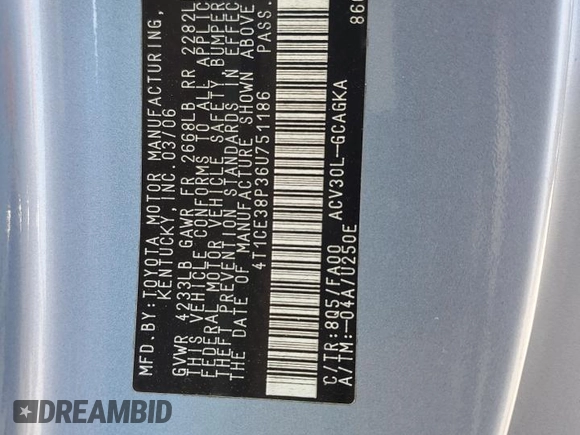 MFD.BY:TOYOTA MOTOR MANUFACTURING,
KENTUCKY, INC. 03/06
GVWR 4233LB GAWR FR 2668LB RR 2282L
THIS VEHICLE CONFORMS TO ALL APPLIC
FEDERAL MOTOR VEHICLE SAFETY, BUMPER
THEFT PREVENTION STANDARDS IN EFFEC
THE DATE OF MANUFACTURE SHOWN ABOVE
4T1CE38P36U751186 PASS.
C/TR:8Q5/FA00 ACV30L-GCAGKA
A/TM:-04A/U250E
860
DREAMBID